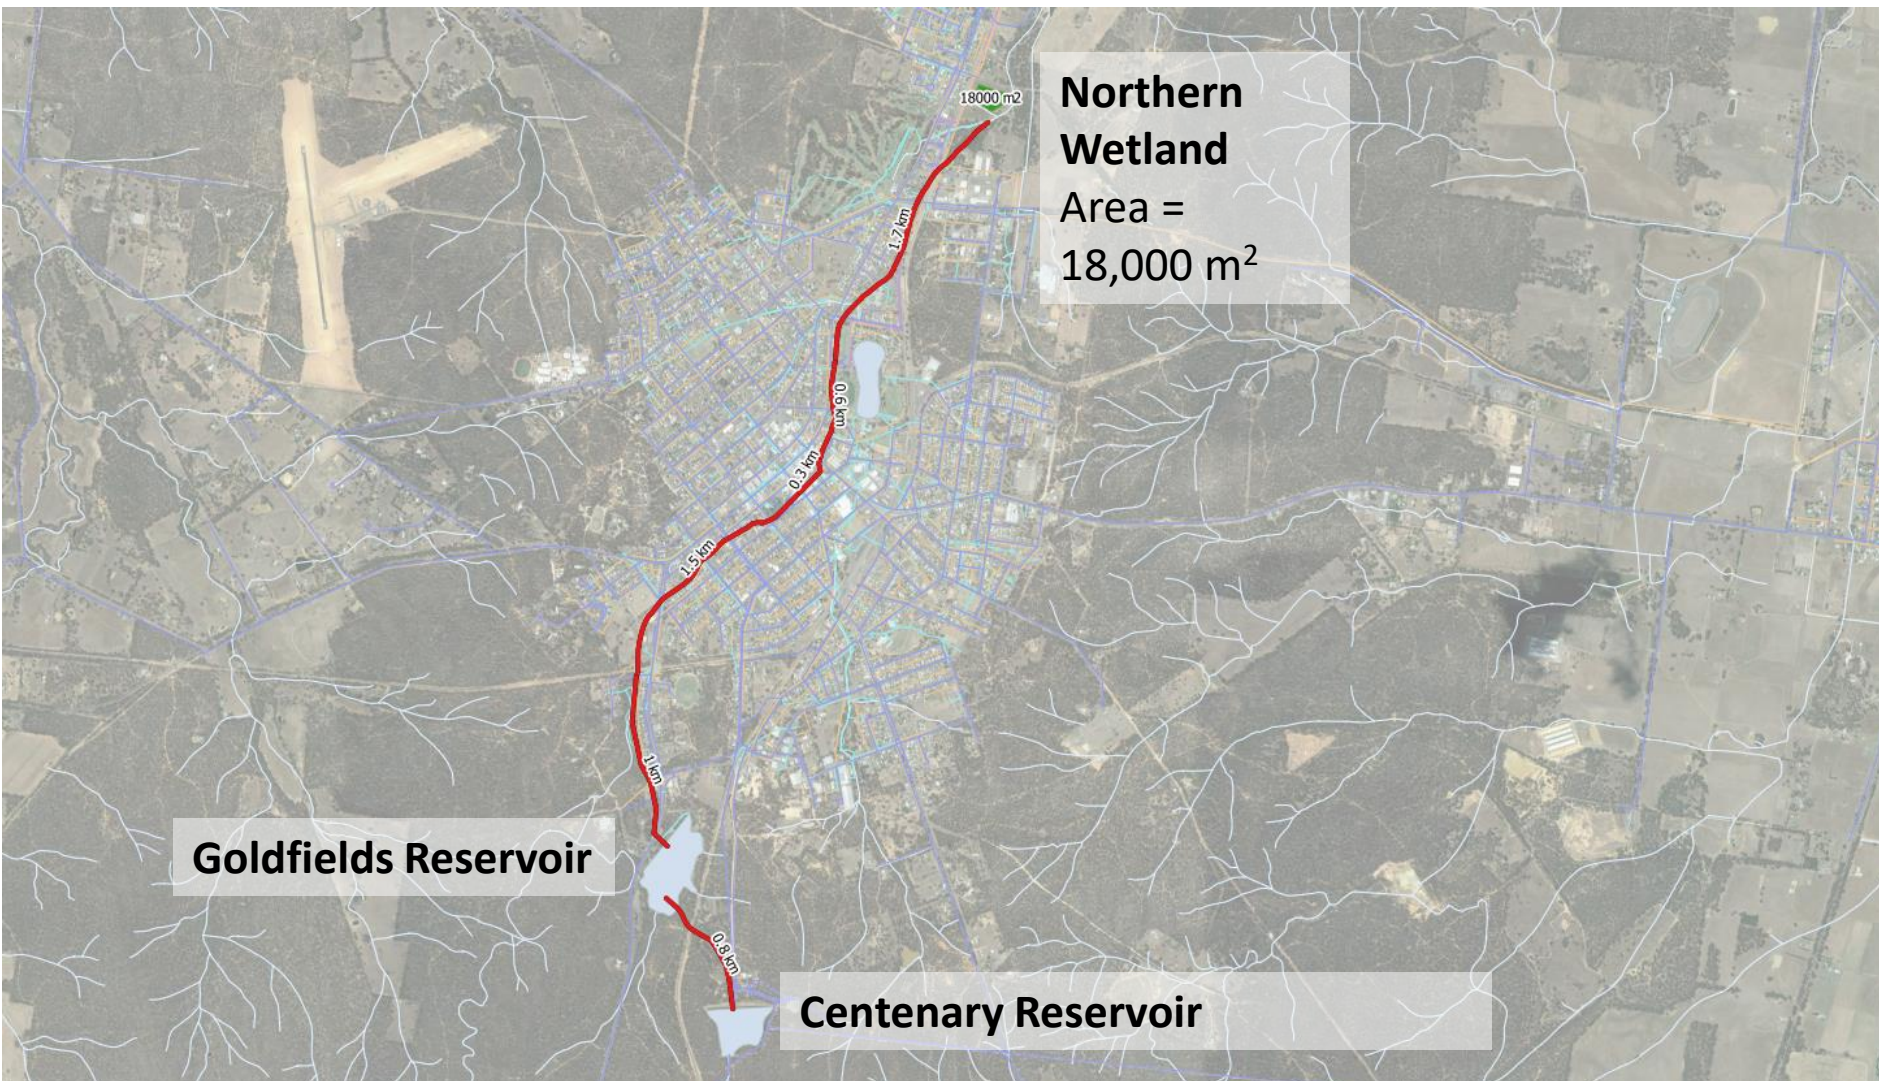 18000 m2
Northern
Wetland
Area =
18,000 m²
1.7 km
0.6 km
0.3 km
1.5 km
1 km
Goldfields Reservoir
0.8 km
Centenary Reservoir